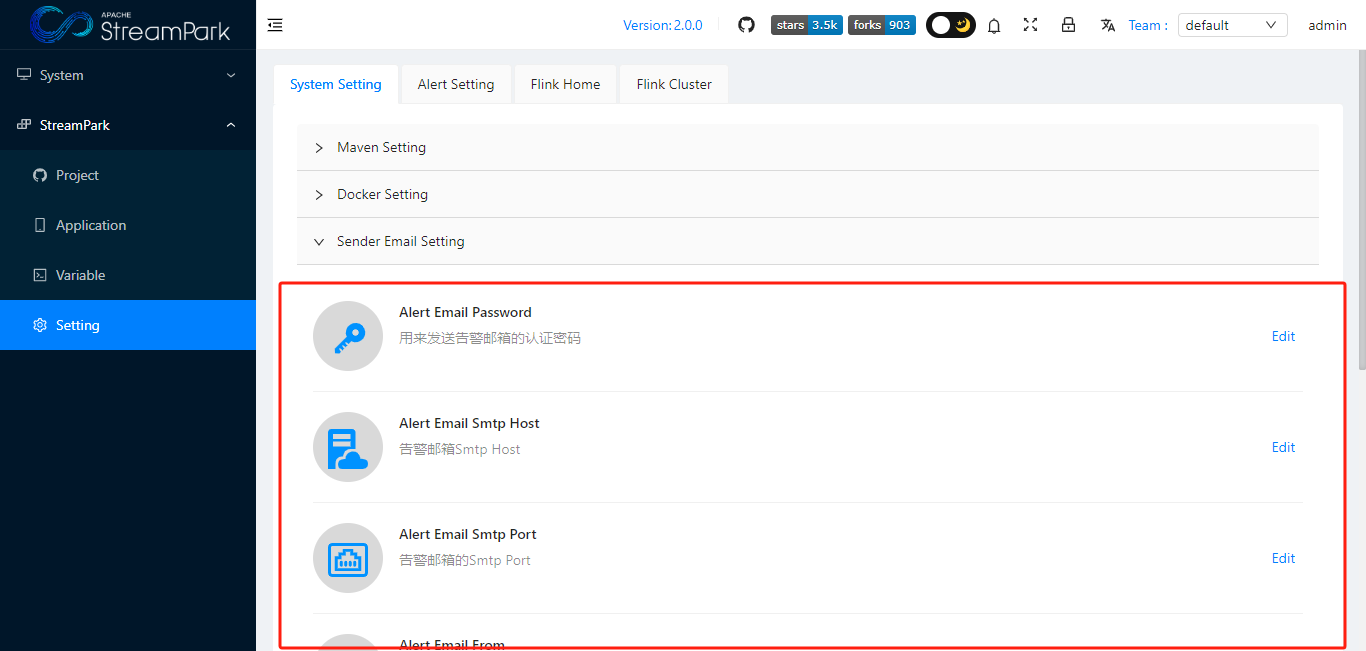 APACHE
StreamPark
Version: 2.0.0
stars 3.5k forks 903
Team : default
admin
System
StreamPark
Project
Application
Variable
Setting
System Setting
Alert Setting
Flink Home
Flink Cluster
Maven Setting
Docker Setting
Sender Email Setting
Alert Email Password
用来发送告警邮箱的认证密码
Edit
Alert Email Smtp Host
告警邮箱Smtp Host
Edit
Alert Email Smtp Port
告警邮箱的Smtp Port
Edit
Alert Email From